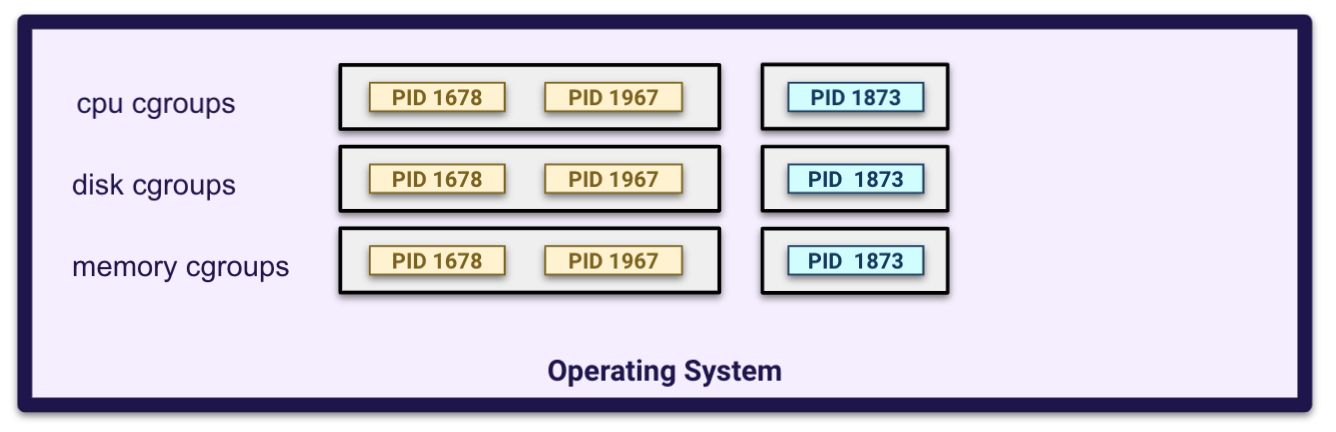 cpu cgroups PID 1678 PID 1967 PID 1873
disk cgroups PID 1678 PID 1967 PID 1873
memory cgroups PID 1678 PID 1967 PID 1873
Operating System